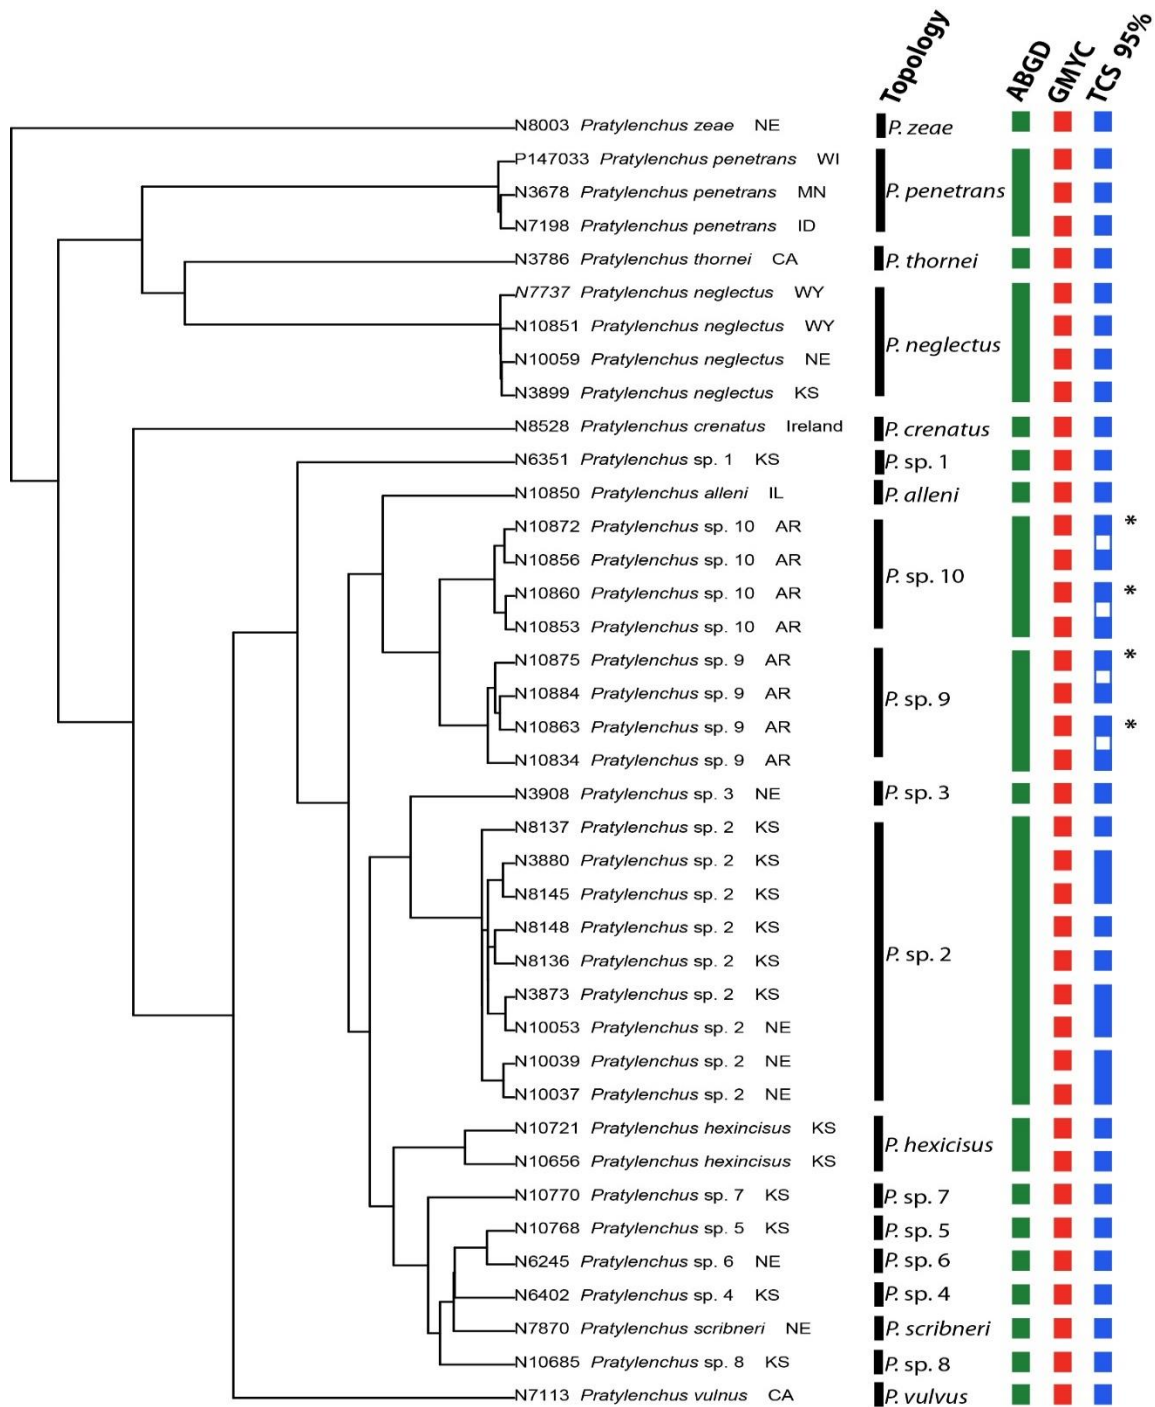 Topology ABGD GMYC TCS 95%
N8003 Pratylenchus zeae NE P. zeae
P147033 Pratylenchus penetrans WI
N3678 Pratylenchus penetrans MN P. penetrans
N7198 Pratylenchus penetrans ID
N3786 Pratylenchus thornei CA P. thornei
N7737 Pratylenchus neglectus WY
N10851 Pratylenchus neglectus WY
P. neglectus
N10059 Pratylenchus neglectus NE
N3899 Pratylenchus neglectus KS
N8528 Pratylenchus crenatus Ireland P. crenatus
N6351 Pratylenchus sp. 1 KS P. sp. 1
N10850 Pratylenchus alleni IL P. alleni
N10872 Pratylenchus sp. 10 AR *
N10856 Pratylenchus sp. 10 AR P. sp. 10
N10860 Pratylenchus sp. 10 AR *
N10853 Pratylenchus sp. 10 AR
N10875 Pratylenchus sp. 9 AR *
N10884 Pratylenchus sp. 9 AR P. sp. 9
N10863 Pratylenchus sp. 9 AR *
N10834 Pratylenchus sp. 9 AR
N3908 Pratylenchus sp. 3 NE P. sp. 3
N8137 Pratylenchus sp. 2 KS
N3880 Pratylenchus sp. 2 KS
N8145 Pratylenchus sp. 2 KS
N8148 Pratylenchus sp. 2 KS
N8136 Pratylenchus sp. 2 KS P. sp. 2
N3873 Pratylenchus sp. 2 KS
N10053 Pratylenchus sp. 2 NE
N10039 Pratylenchus sp. 2 NE
N10037 Pratylenchus sp. 2 NE
N10721 Pratylenchus hexincisus KS
P. hexicisus
N10656 Pratylenchus hexincisus KS
N10770 Pratylenchus sp. 7 KS P. sp. 7
N10768 Pratylenchus sp. 5 KS P. sp. 5
N6245 Pratylenchus sp. 6 NE P. sp. 6
N6402 Pratylenchus sp. 4 KS P. sp. 4
N7870 Pratylenchus scribneri NE P. scribneri
N10685 Pratylenchus sp. 8 KS P. sp. 8
N7113 Pratylenchus vulnus CA P. vulvus